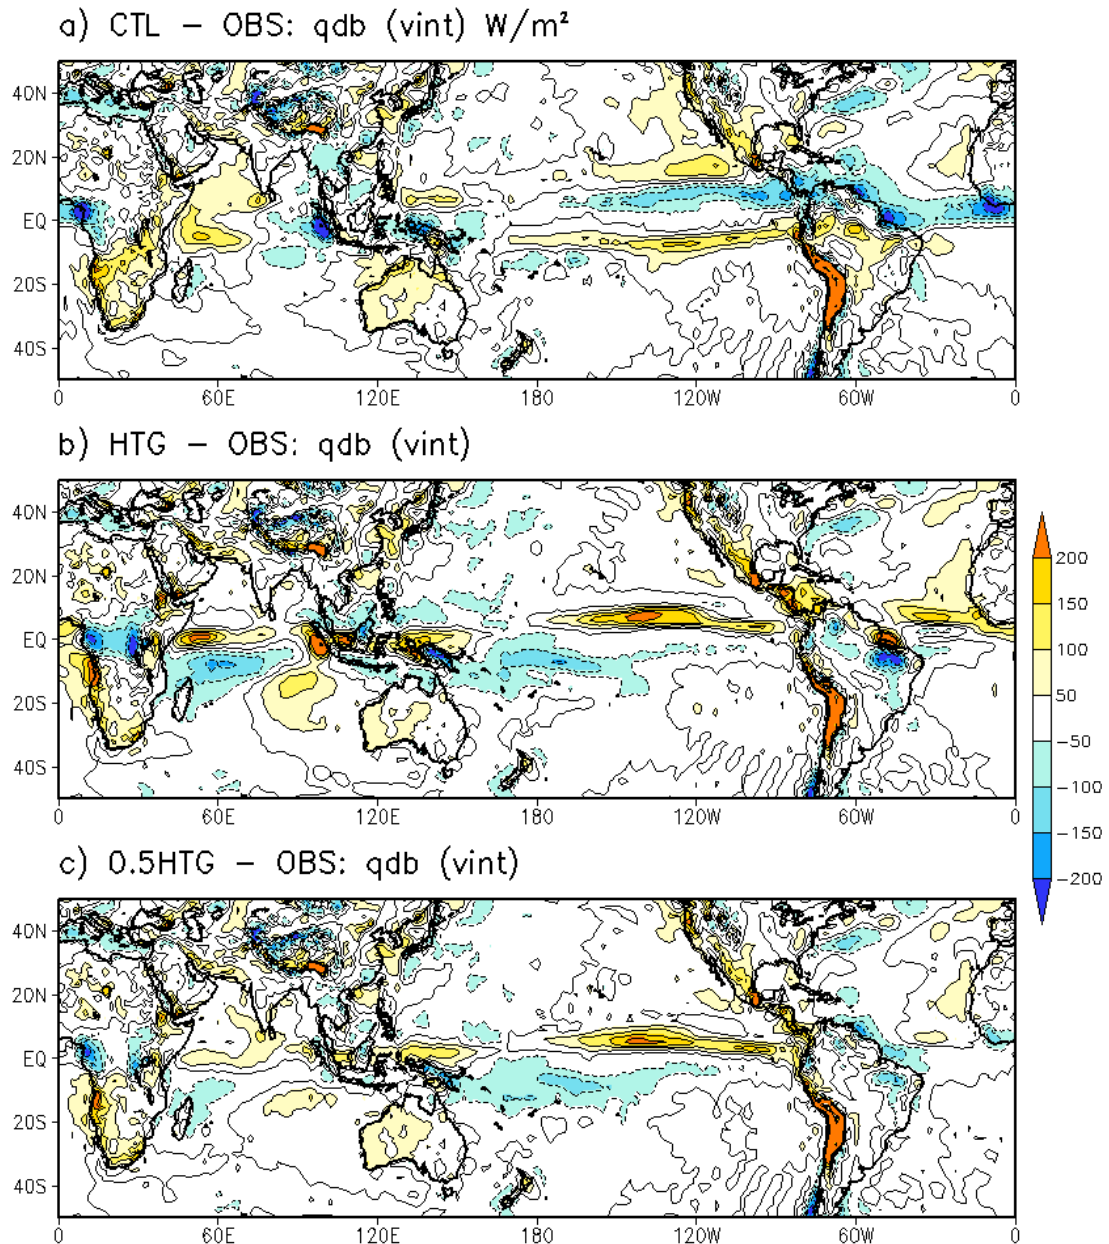 a) CTL – OBS: qdb (vint) W/m²
40N
20N
EQ
20S
40S
0 60E 120E 180 120W 60W 0
b) HTG – OBS: qdb (vint)
40N
20N
EQ
20S
40S
0 60E 120E 180 120W 60W 0
200
150
100
50
-50
-100
-150
-200
c) 0.5HTG – OBS: qdb (vint)
40N
20N
EQ
20S
40S
0 60E 120E 180 120W 60W 0